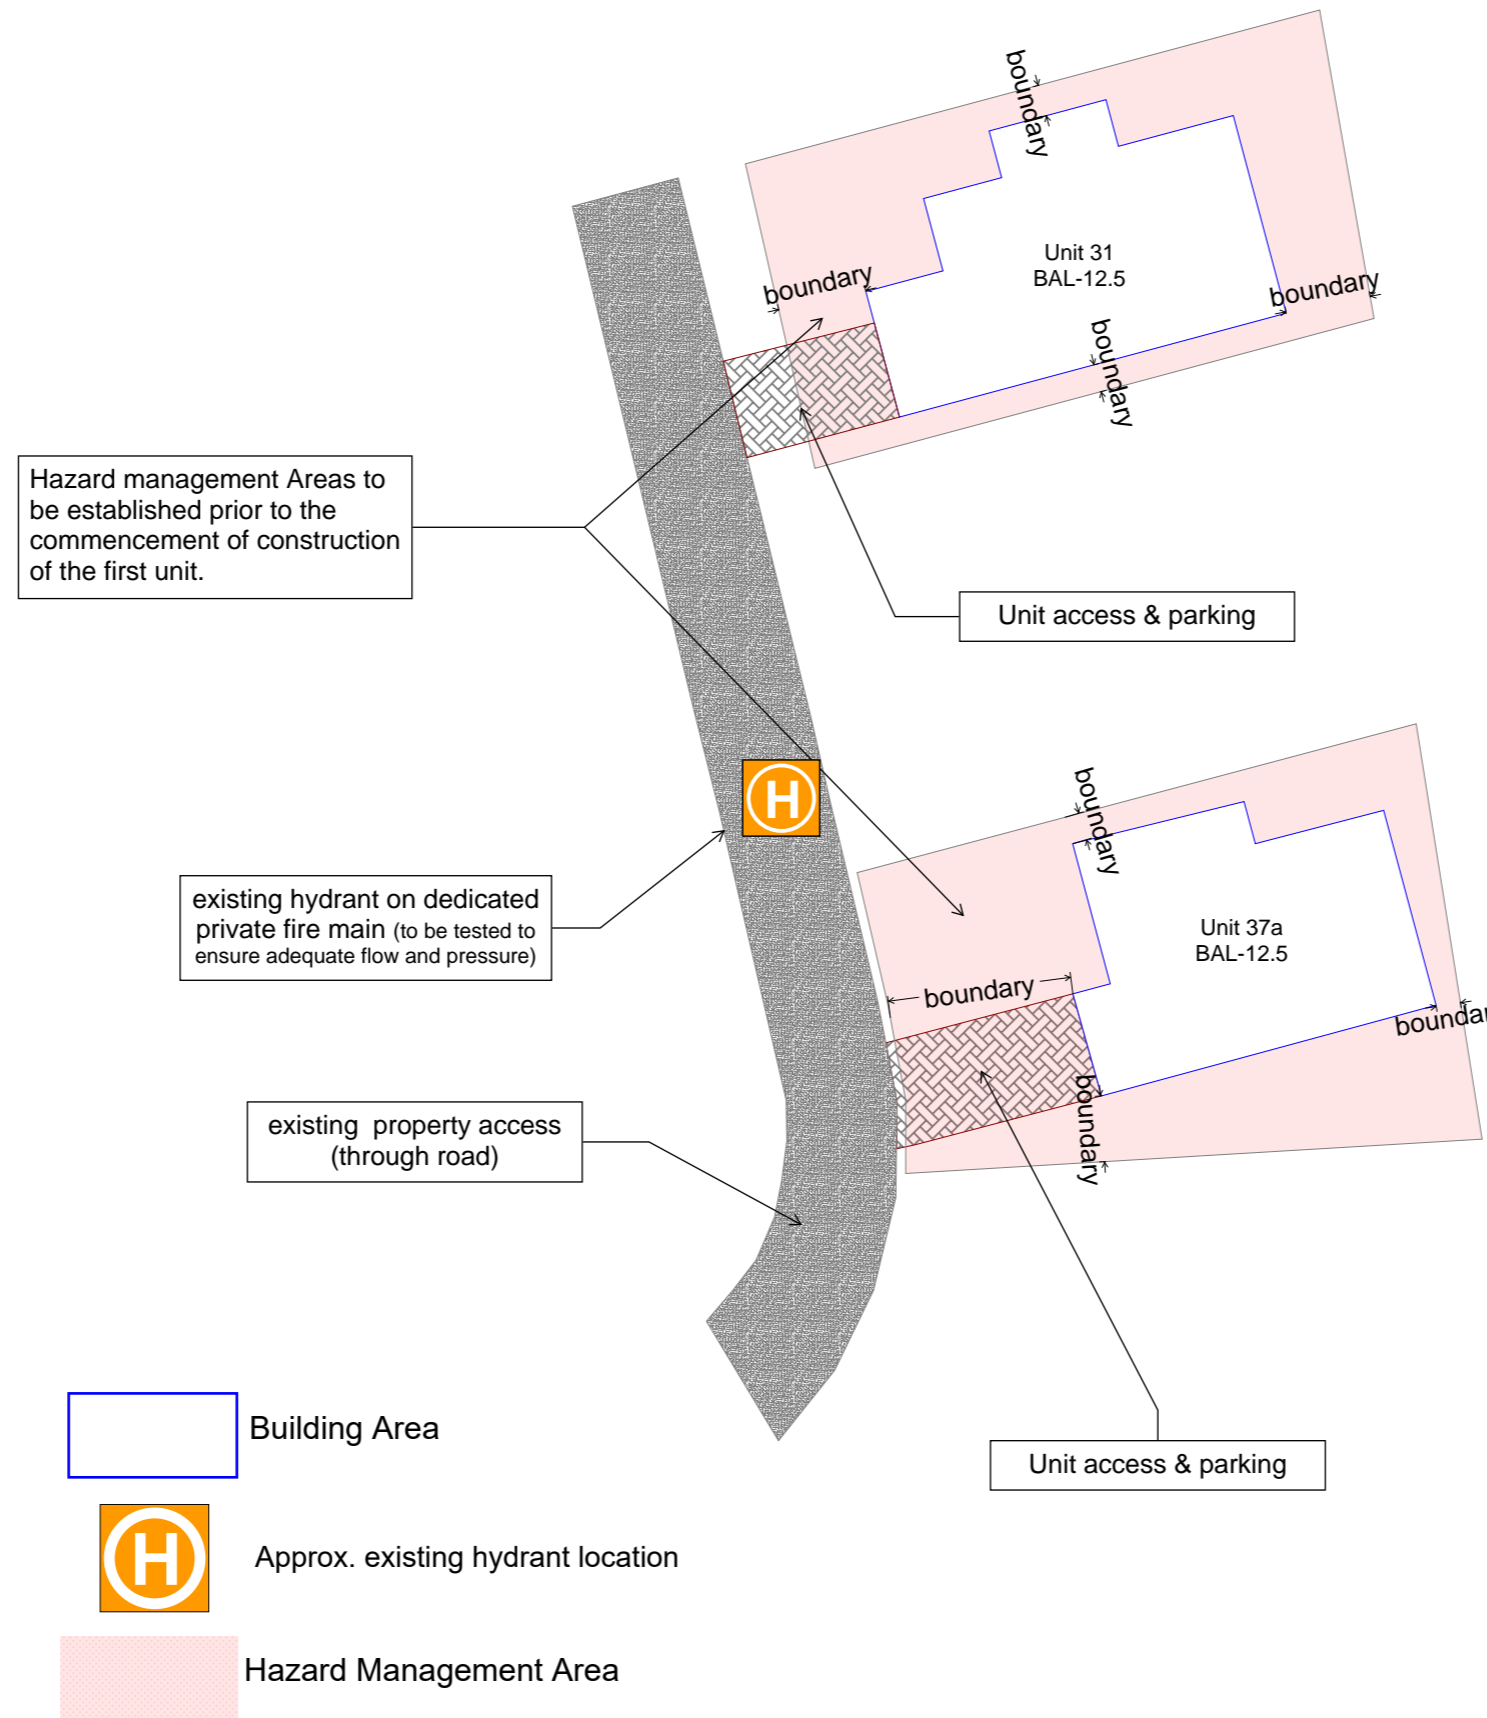 boundary
Unit 31
BAL-12.5
boundary
boundary
boundary
Hazard management Areas to
be established prior to the
commencement of construction
of the first unit.
Unit access & parking
H
boundary
existing hydrant on dedicated
private fire main (to be tested to
ensure adequate flow and pressure)
Unit 37a
BAL-12.5
boundary
boundary
boundary
existing property access
(through road)
Building Area
Unit access & parking
H
Approx. existing hydrant location
Hazard Management Area